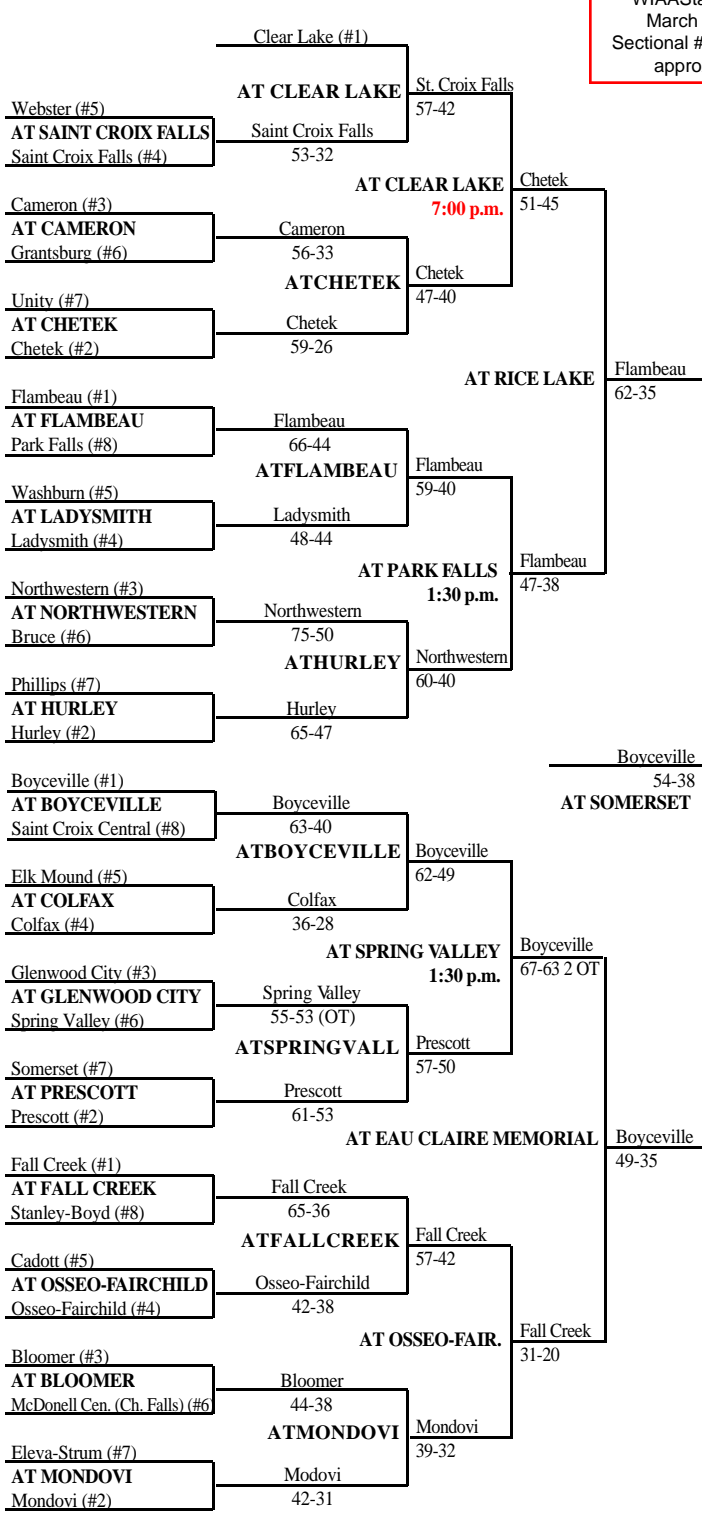 WIAASta
March
Sectional #
appro
Clear Lake (#1)
AT CLEAR LAKE
St. Croix Falls
57-42
Webster (#5)
AT SAINT CROIX FALLS
Saint Croix Falls (#4)
Saint Croix Falls
53-32
AT CLEAR LAKE
7:00 p.m.
Chetek
51-45
Cameron (#3)
AT CAMERON
Grantsburg (#6)
Cameron
56-33
ATCHETEK
Chetek
47-40
Unity (#7)
AT CHETEK
Chetek (#2)
Chetek
59-26
AT RICE LAKE
Flambeau
62-35
Flambeau (#1)
AT FLAMBEAU
Park Falls (#8)
Flambeau
66-44
ATFLAMBEAU
Flambeau
59-40
Washburn (#5)
AT LADYSMITH
Ladysmith (#4)
Ladysmith
48-44
AT PARK FALLS
1:30 p.m.
Flambeau
47-38
Northwestern (#3)
AT NORTHWESTERN
Bruce (#6)
Northwestern
75-50
ATHURLEY
Northwestern
60-40
Phillips (#7)
AT HURLEY
Hurley (#2)
Hurley
65-47
Boyceville
54-38
AT SOMERSET
Boyceville (#1)
AT BOYCEVILLE
Saint Croix Central (#8)
Boyceville
63-40
ATBOYCEVILLE
Boyceville
62-49
Elk Mound (#5)
AT COLFAX
Colfax (#4)
Colfax
36-28
AT SPRING VALLEY
1:30 p.m.
Boyceville
67-63 2 OT
Glenwood City (#3)
AT GLENWOOD CITY
Spring Valley (#6)
Spring Valley
55-53 (OT)
ATSPRINGVALL
Prescott
57-50
Somerset (#7)
AT PRESCOTT
Prescott (#2)
Prescott
61-53
AT EAU CLAIRE MEMORIAL
Boyceville
49-35
Fall Creek (#1)
AT FALL CREEK
Stanley-Boyd (#8)
Fall Creek
65-36
ATFALLCREEK
Fall Creek
57-42
Cadott (#5)
AT OSSEO-FAIRCHILD
Osseo-Fairchild (#4)
Osseo-Fairchild
42-38
AT OSSEO-FAIR.
Fall Creek
31-20
Bloomer (#3)
AT BLOOMER
McDonell Cen. (Ch. Falls) (#6)
Bloomer
44-38
ATMONDOVI
Mondovi
39-32
Eleva-Strum (#7)
AT MONDOVI
Mondovi (#2)
Modovi
42-31